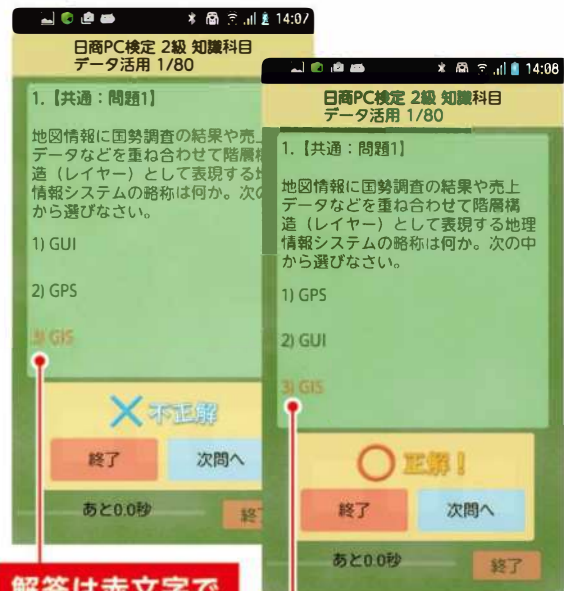 14:07
日商PC検定 2級 知識科目
データ活用 1/80
1.【共通：問題1】
地図情報に国勢調査の結果や売
データなどを重ね合わせて階層
造（レイヤー）として表現する
情報システムの略称は何か。次の
から選びなさい。
1) GUI
2) GPS
3) GIS
不正解
終了
次問へ
あと0.0秒
解答は赤文字で
14:08
日商PC検定 2級 知識科目
データ活用 1/80
1.【共通：問題1】
地図情報に国勢調査の結果や売上
データなどを重ね合わせて階層構
造（レイヤー）として表現する地理
情報システムの略称は何か。次の中
から選びなさい。
1) GPS
2) GUI
3) GIS
正解！
終了
次問へ
あと0.0秒
終了